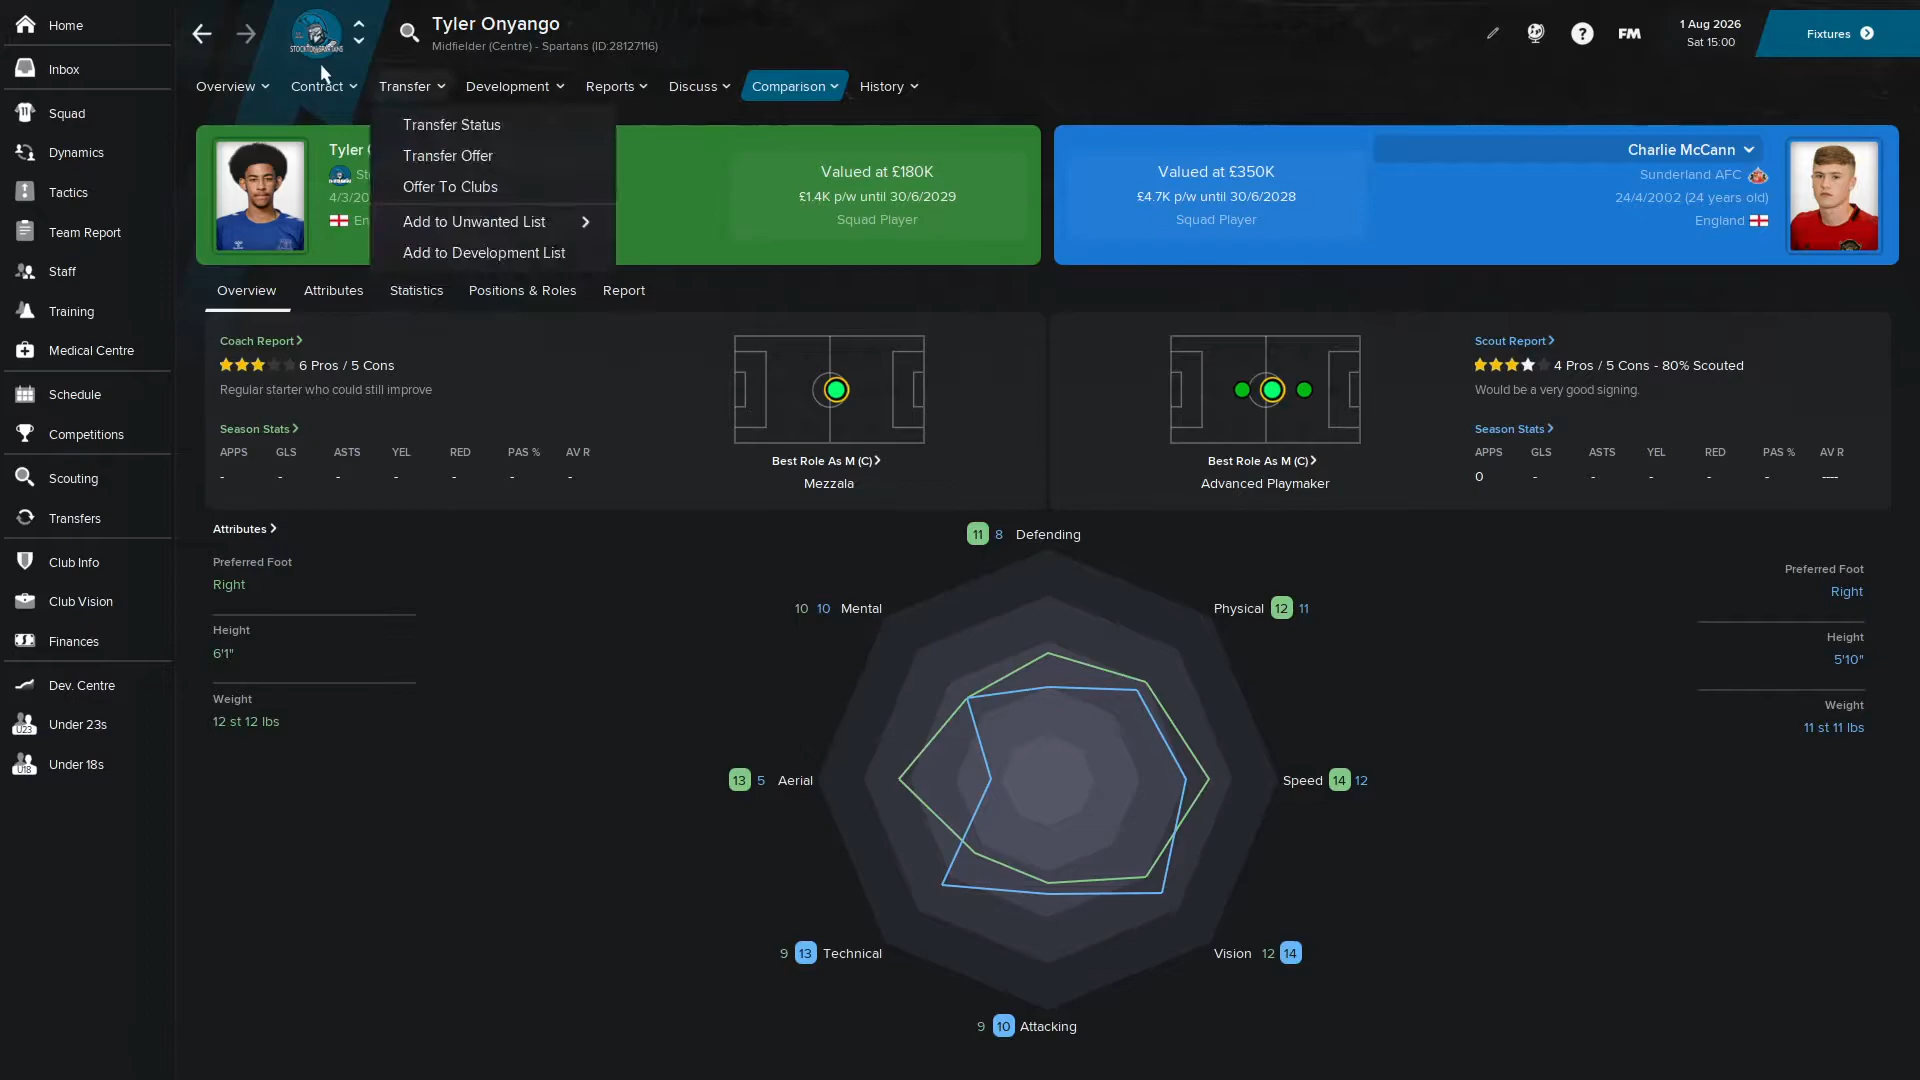 Home
Inbox
Squad
Dynamics
Tactics
Team Report
Staff
Training
Medical Centre
Schedule
Competitions
Scouting
Transfers
Club Info
Club Vision
Finances
Dev. Centre
U23
Under 23s
U18
Under 18s
STOCKTON SPARTANS
Tyler Onyango
Midfielder (Centre) - Spartans (ID:28127116)
?
FM
1 Aug 2026
Sat 15:00
Fixtures
Overview
Contract
Transfer
Development
Reports
Discuss
Comparison
History
Transfer Status
Transfer Offer
Offer To Clubs
Add to Unwanted List
Add to Development List
Tyler
St
4/3/20
En
Valued at £180K
£1.4K p/w until 30/6/2029
Squad Player
Valued at £350K
£4.7K p/w until 30/6/2028
Squad Player
Charlie McCann
Sunderland AFC
24/4/2002 (24 years old)
England
Overview
Attributes
Statistics
Positions & Roles
Report
Coach Report
6 Pros / 5 Cons
Regular starter who could still improve
Season Stats
APPS GLS ASTS YEL RED PAS % AV R
- - - - - - -
Best Role As M (C)
Mezzala
Best Role As M (C)
Advanced Playmaker
Scout Report
4 Pros / 5 Cons - 80% Scouted
Would be a very good signing.
Season Stats
APPS GLS ASTS YEL RED PAS % AV R
0 - - - - - ----
Attributes
Preferred Foot
Right
Height
6'1"
Weight
12 st 12 lbs
11 8 Defending
10 10 Mental
Physical 12 11
13 5 Aerial
Speed 14 12
9 13 Technical
Vision 12 14
9 10 Attacking
Preferred Foot
Right
Height
5'10"
Weight
11 st 11 lbs